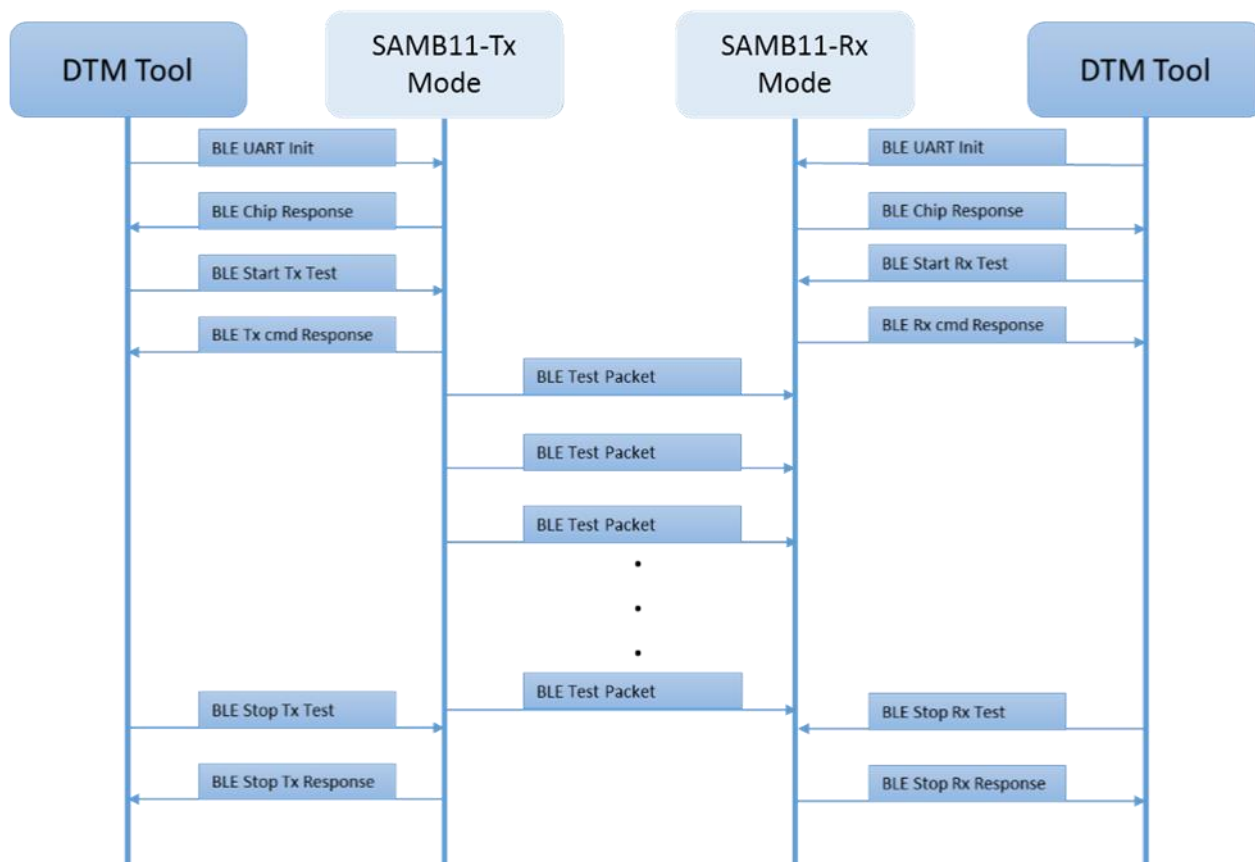 DTM Tool
SAMB11-Tx
Mode
SAMB11-Rx
Mode
DTM Tool
BLE UART Init
BLE UART Init
BLE Chip Response
BLE Chip Response
BLE Start Tx Test
BLE Start Rx Test
BLE Tx cmd Response
BLE Rx cmd Response
BLE Test Packet
BLE Test Packet
BLE Test Packet
BLE Test Packet
BLE Stop Tx Test
BLE Stop Rx Test
BLE Stop Tx Response
BLE Stop Rx Response